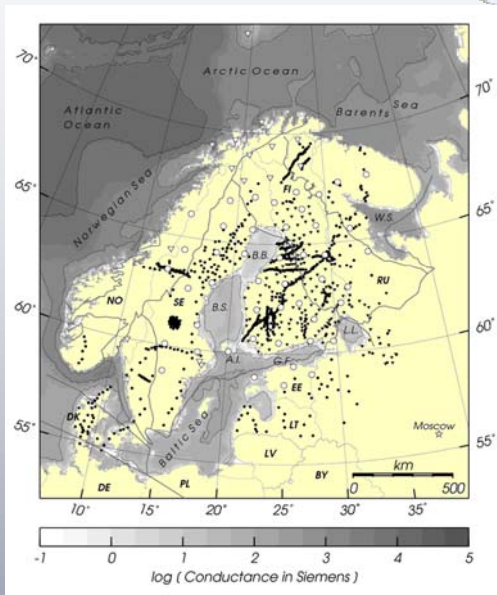 70°
Arctic Ocean
Barents Sea
70°
Atlantic
Ocean
Norwegian Sea
65°
FI
W.S.
65°
B.B.
NO
SE
B.S.
RU
60°
L.L.
60°
A.I.
G.F.
EE
DK
Baltic Sea
LT
Moscow
55°
LV
55°
BY
km
DE
PL
0
500
10°
15°
20°
25°
30°
35°
-1
0
1
2
3
4
5
log ( Conductance in Siemens )